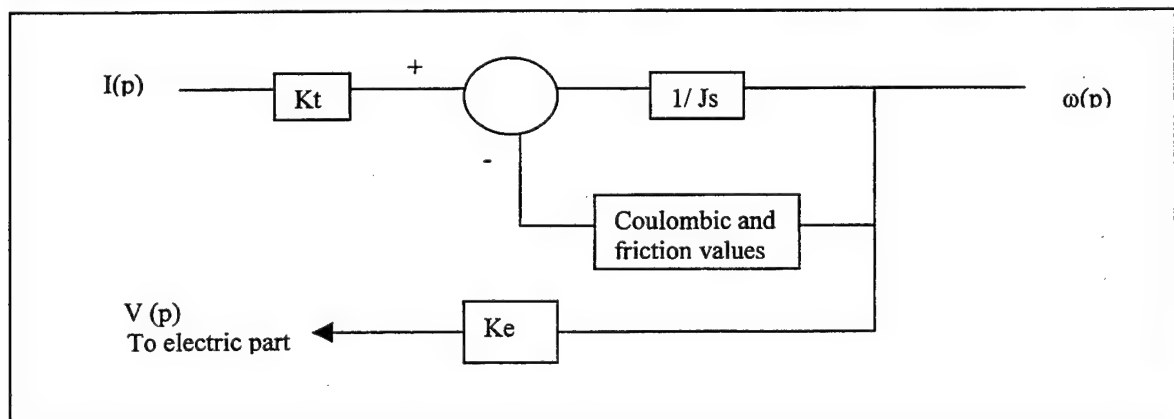 I(p)
Kt
+
1/ Js
ω(p)
-
Coulombic and
friction values
V (p)
To electric part
Ke